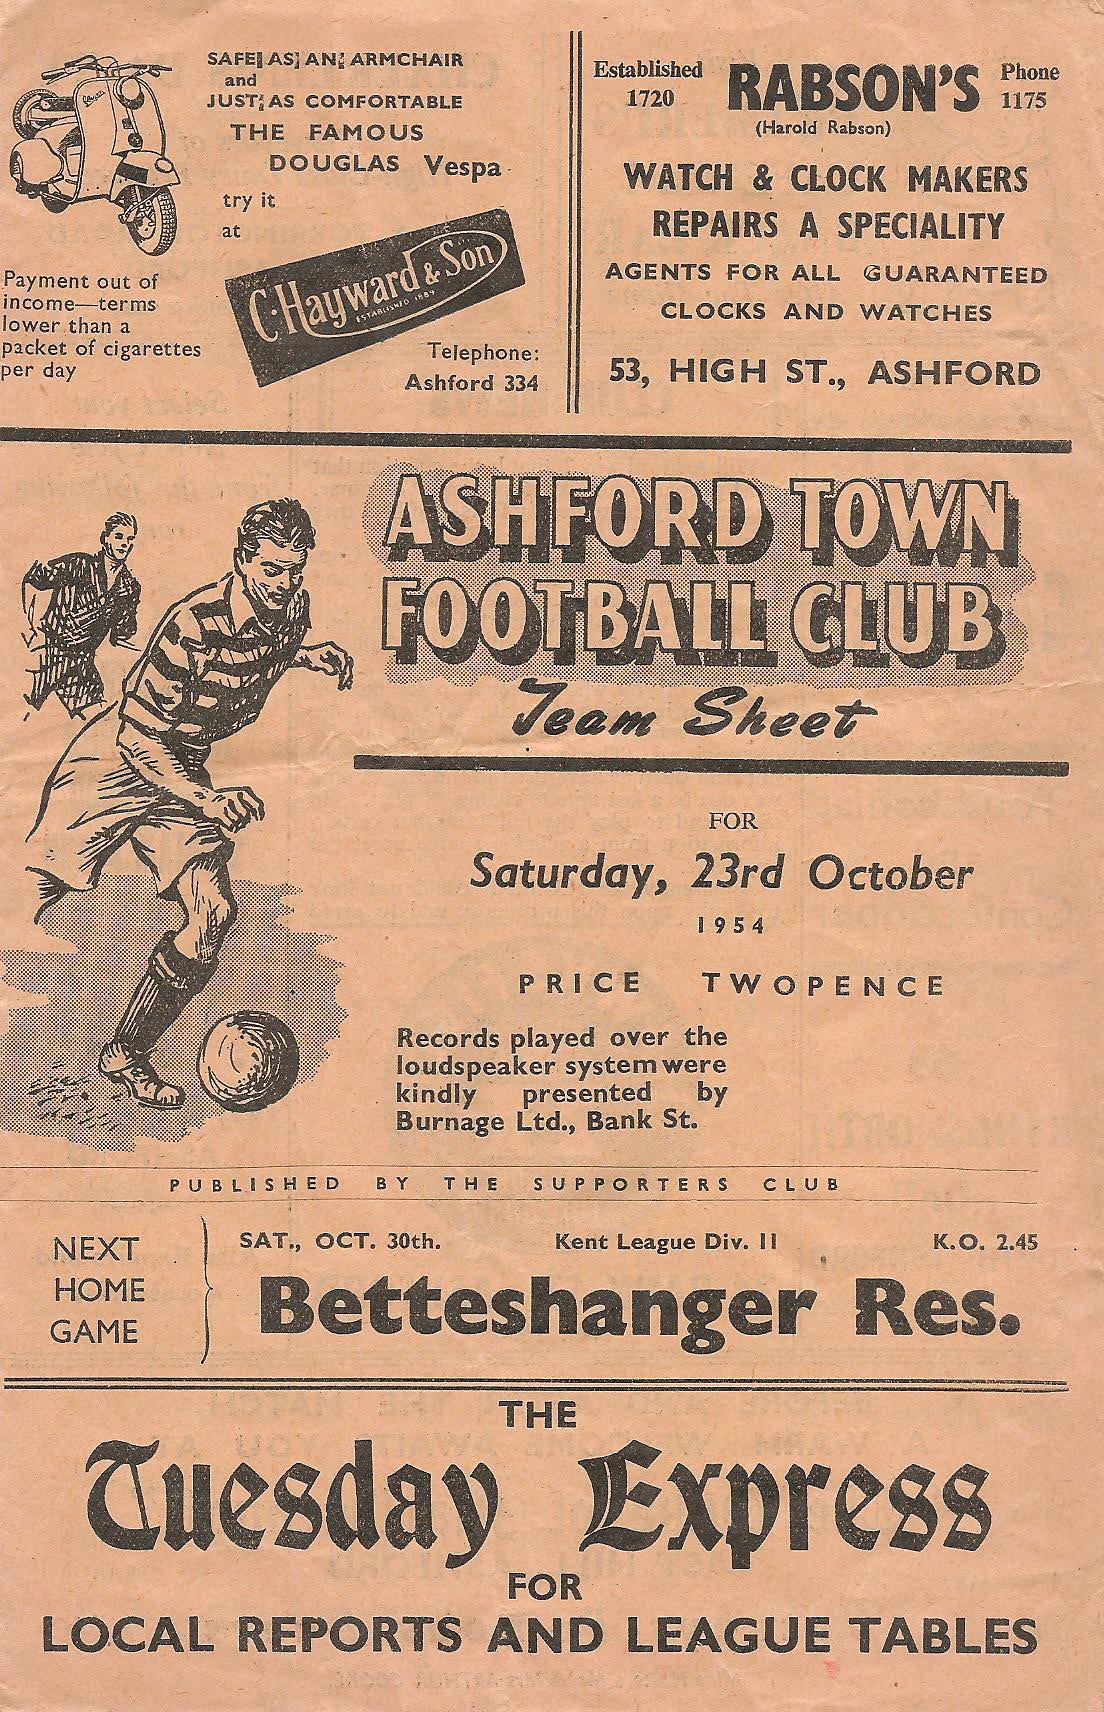 SAFE AS AN ARMCHAIR
and
JUST AS COMFORTABLE
THE FAMOUS
DOUGLAS Vespa
try it
at
C. Hayward & Son
ESTABLISHED 1889
Payment out of
income—terms
lower than a
packet of cigarettes
per day
Telephone:
Ashford 334
Established
1720
RABSON'S
(Harold Rabson)
Phone
1175
WATCH & CLOCK MAKERS
REPAIRS A SPECIALITY
AGENTS FOR ALL GUARANTEED
CLOCKS AND WATCHES
53, HIGH ST., ASHFORD
ASHFORD TOWN
FOOTBALL CLUB
Team Sheet
FOR
Saturday, 23rd October
1954
PRICE TWOPENCE
Records played over the
loudspeaker system were
kindly presented by
Burnage Ltd., Bank St.
PUBLISHED BY THE SUPPORTERS CLUB
NEXT
HOME
GAME
SAT., OCT. 30th. Kent League Div. II K.O. 2.45
Betteshanger Res.
THE
Tuesday Express
FOR
LOCAL REPORTS AND LEAGUE TABLES